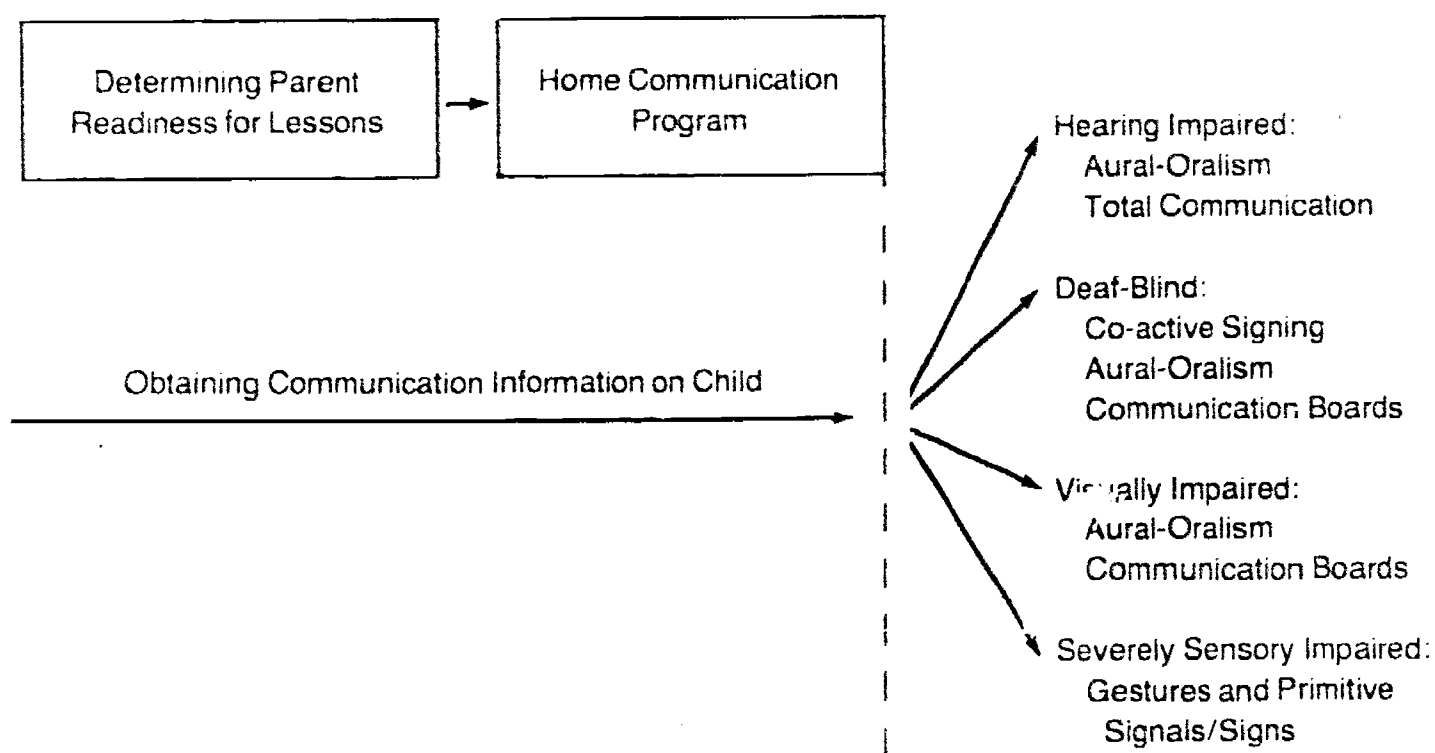 Determining Parent
Readiness for Lessons
Home Communication
Program
Obtaining Communication Information on Child
Hearing Impaired:
Aural-Oralism
Total Communication
Deaf-Blind:
Co-active Signing
Aural-Oralism
Communication Boards
Visually Impaired:
Aural-Oralism
Communication Boards
Severely Sensory Impaired:
Gestures and Primitive
Signals/Signs